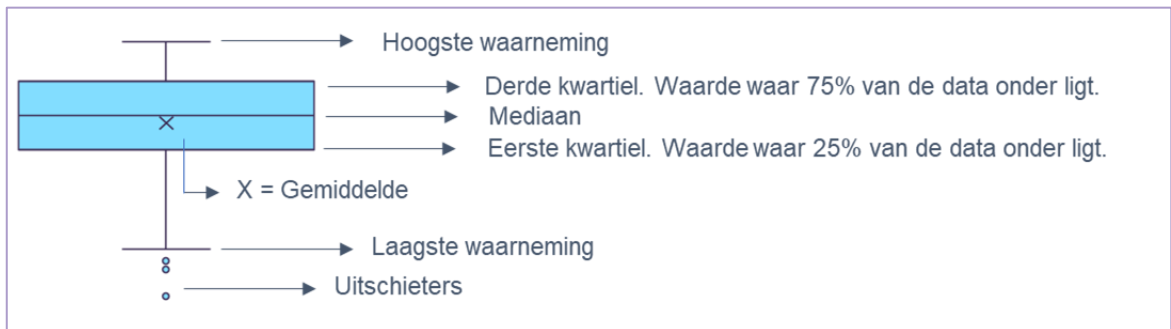 Hoogste waarneming
Derde kwartiel. Waarde waar 75% van de data onder ligt.
Mediaan
Eerste kwartiel. Waarde waar 25% van de data onder ligt.
X = Gemiddelde
Laagste waarneming
Uitschieters